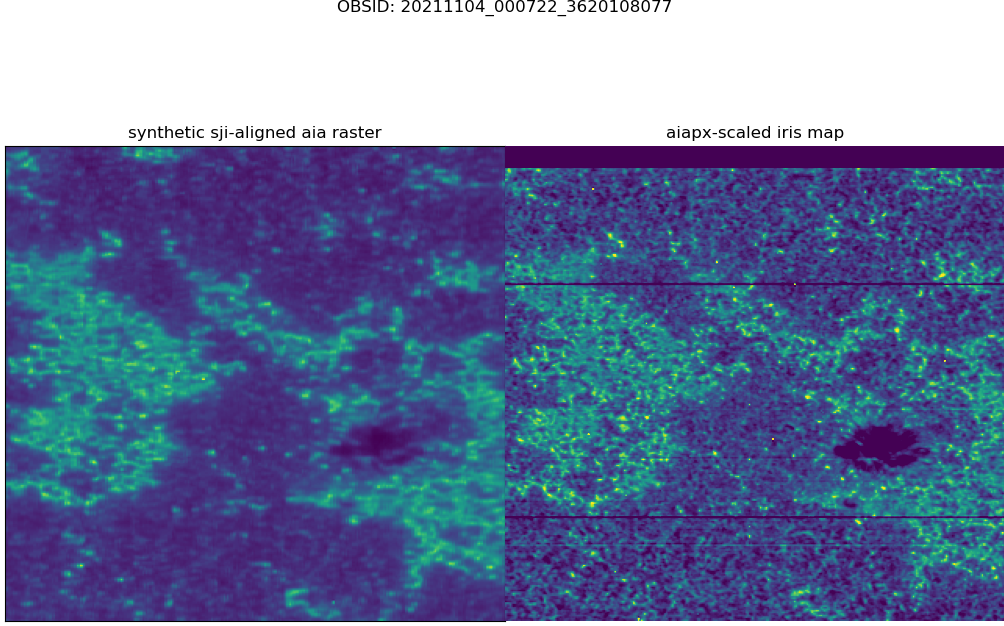 OBSID: 20211104_000722_3620108077
synthetic sji-aligned aia raster
aiapx-scaled iris map